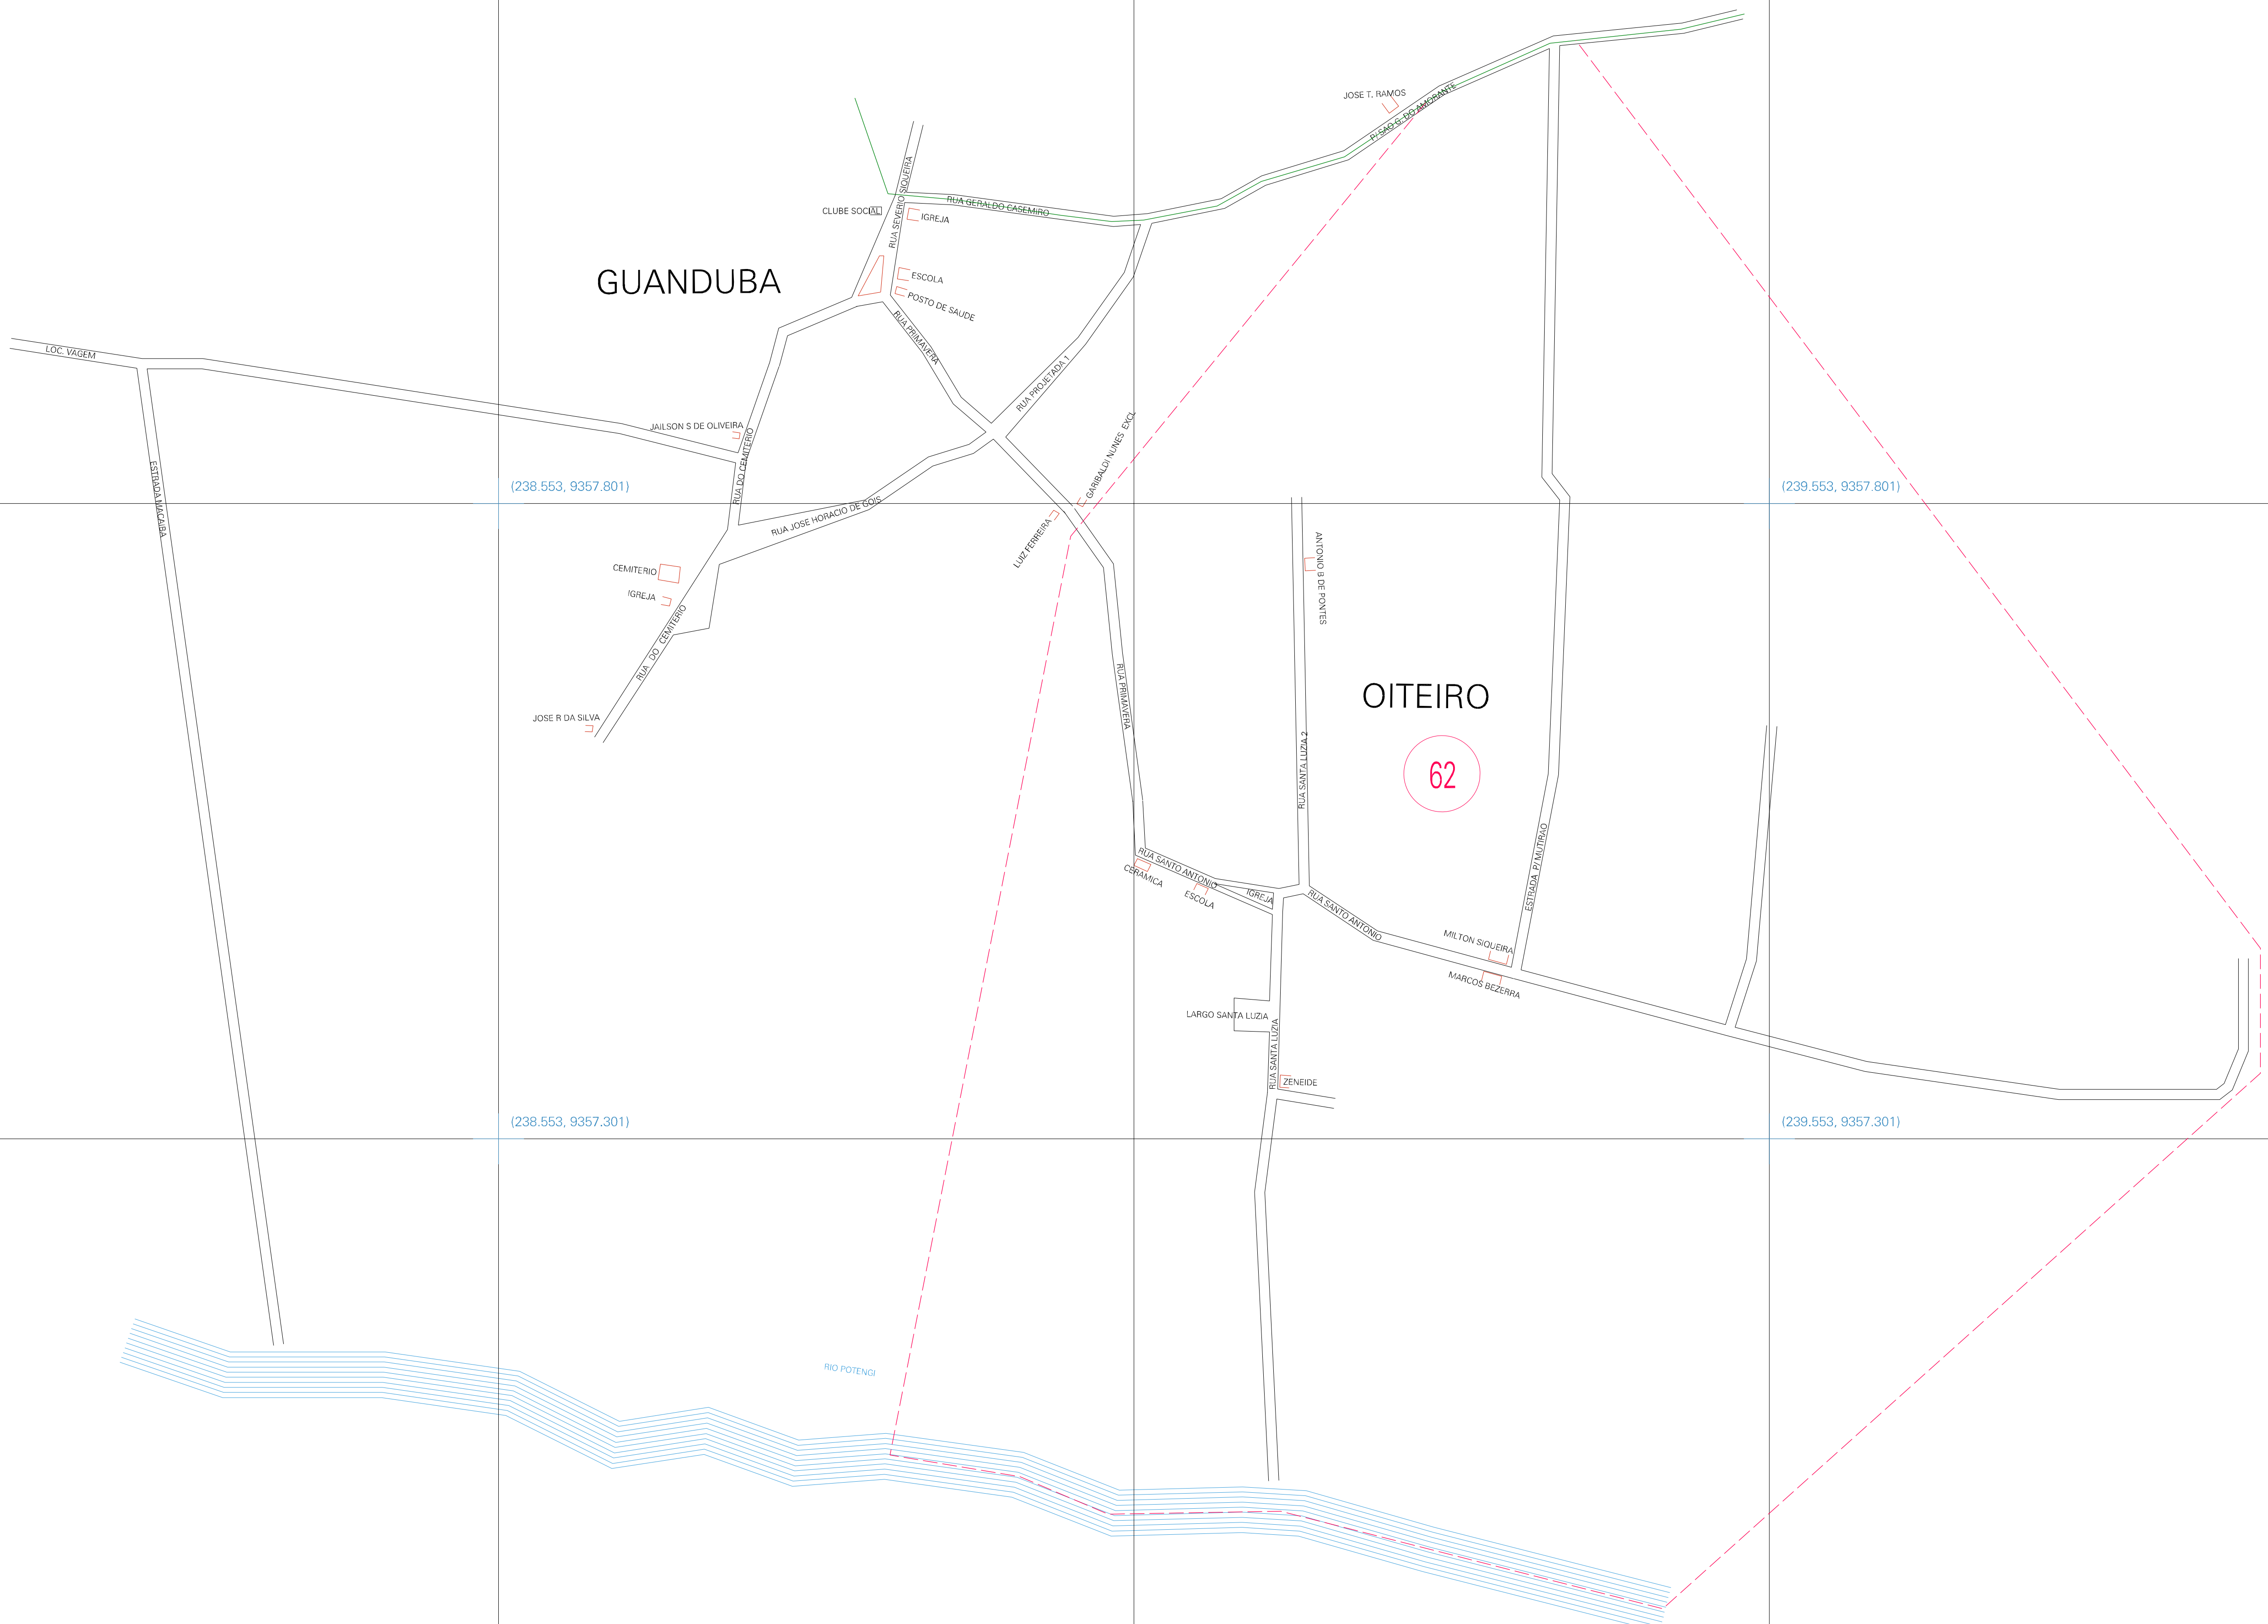 JOSE T. RAMOS
P/ SAO G. DO AMORANTE
RUA SEVERIO SIQUEIRA
CLUBE SOCIAL
IGREJA
RUA GERALDO CASEMIRO
GUANDUBA
ESCOLA
POSTO DE SAUDE
RUA PRIMAVERA
LOC. VAGEM
RUA PROJETADA 1
JAILSON S DE OLIVEIRA
RUA DO CEMITERIO
GARIBALDI NUNES EXCL
ESTRADA MACAIBA
(238.553, 9357.801)
(239.553, 9357.801)
RUA JOSE HORACIO DE GOIS
LUIZ FERREIRA
ANTONIO B DE PONTES
CEMITERIO
IGREJA
RUA DO CEMITERIO
JOSE R DA SILVA
RUA PRIMAVERA
OITEIRO
62
RUA SANTA LUZIA 2
ESTRADA P/ MUTIRAO
RUA SANTO ANTONIO
CERAMICA
ESCOLA
IGREJA
RUA SANTO ANTONIO
MILTON SIQUEIRA
MARCOS BEZERRA
LARGO SANTA LUZIA
RUA SANTA LUZIA
ZENEIDE
(238.553, 9357.301)
(239.553, 9357.301)
RIO POTENGI